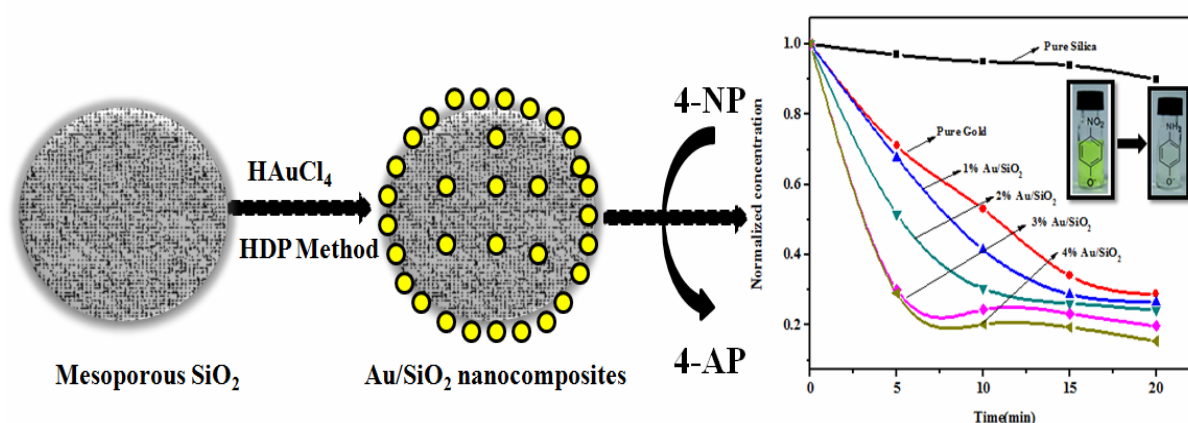 HAuCl₄
HDP Method
Mesoporous SiO₂
Au/SiO₂ nanocomposites
4-NP
4-AP
Normalized concentration
1.0
0.8
0.6
0.4
0.2
0
5
10
15
20
Time(min)
Pure Silica
Pure Gold
1% Au/SiO₂
2% Au/SiO₂
3% Au/SiO₂
4% Au/SiO₂
NO₂
O⁻
NH₂
O⁻